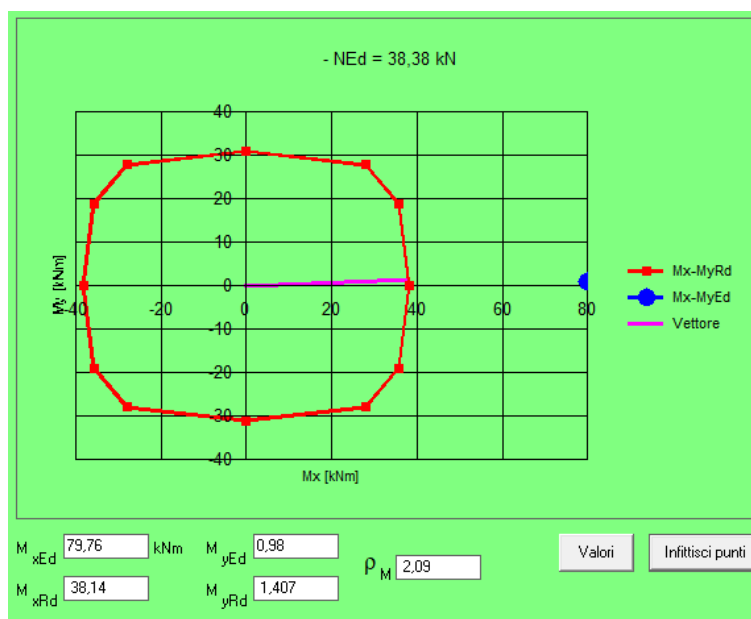 - NEd = 38,38 kN
40
30
20
10
0
-10
-20
-30
-40
-40 -20 0 20 40 60 80
My [kNm]
Mx [kNm]
Mx-MyRd
Mx-MyEd
Vettore
M xEd 79,76 kNm M yEd 0,98
ρ M 2,09
M xRd 38,14 M yRd 1,407
Valori Infittisci punti